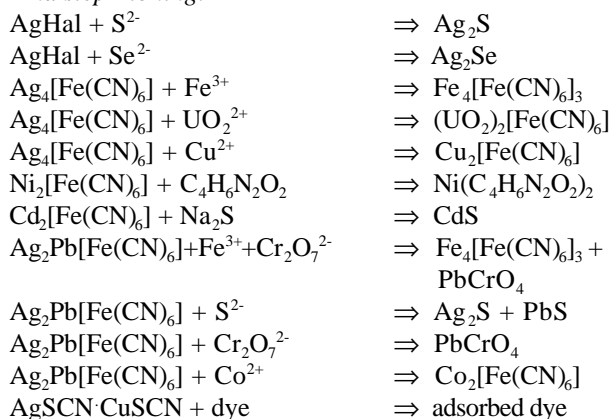 AgHal + S²⁻ ⇒ Ag₂S
AgHal + Se²⁻ ⇒ Ag₂Se
Ag₄[Fe(CN)₆] + Fe³⁺ ⇒ Fe₄[Fe(CN)₆]₃
Ag₄[Fe(CN)₆] + UO₂²⁺ ⇒ (UO₂)₂[Fe(CN)₆]
Ag₄[Fe(CN)₆] + Cu²⁺ ⇒ Cu₂[Fe(CN)₆]
Ni₂[Fe(CN)₆] + C₄H₆N₂O₂ ⇒ Ni(C₄H₆N₂O₂)₂
Cd₂[Fe(CN)₆] + Na₂S ⇒ CdS
Ag₂Pb[Fe(CN)₆]+Fe³⁺+Cr₂O₇²⁻ ⇒ Fe₄[Fe(CN)₆]₃ +
PbCrO₄
Ag₂Pb[Fe(CN)₆] + S²⁻ ⇒ Ag₂S + PbS
Ag₂Pb[Fe(CN)₆] + Cr₂O₇²⁻ ⇒ PbCrO₄
Ag₂Pb[Fe(CN)₆] + Co²⁺ ⇒ Co₂[Fe(CN)₆]
AgSCN·CuSCN + dye ⇒ adsorbed dye